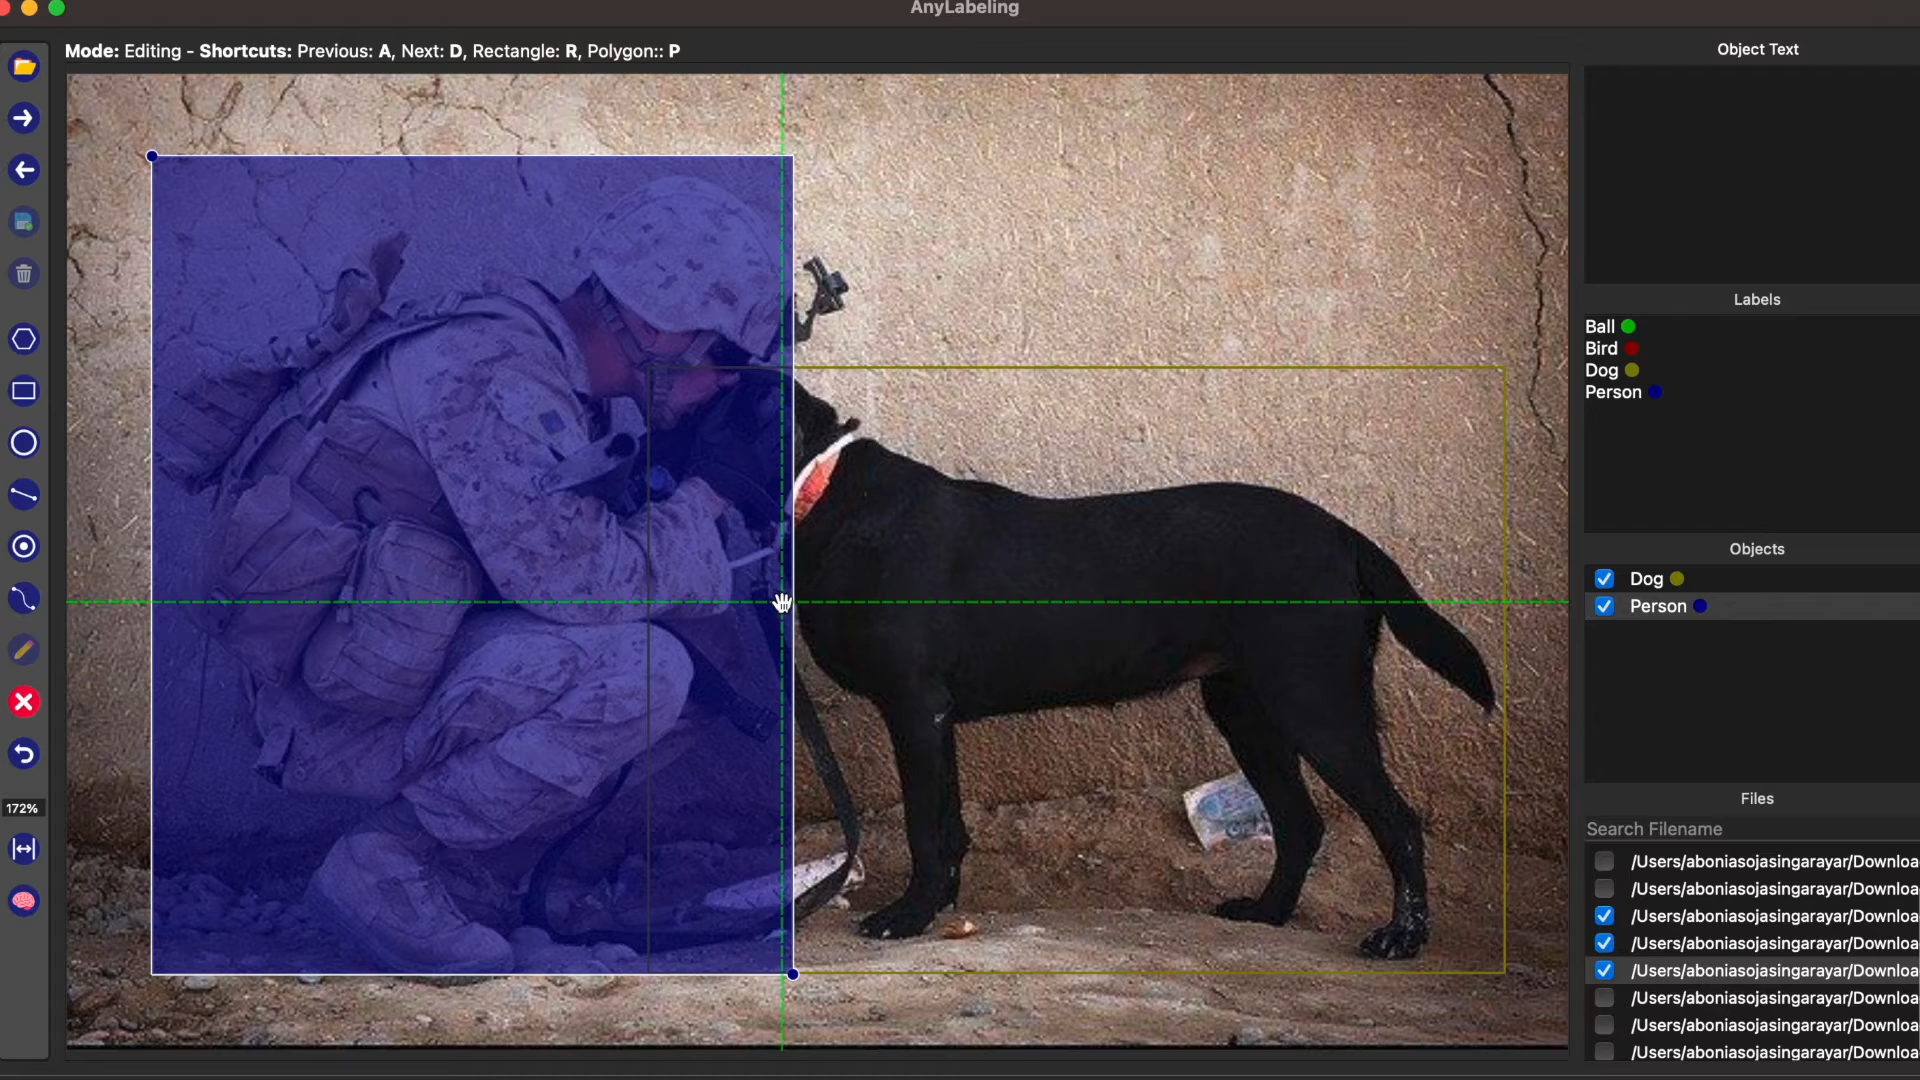 AnyLabeling
Mode: Editing - Shortcuts: Previous: A, Next: D, Rectangle: R, Polygon:: P
Object Text
Labels
Ball
Bird
Dog
Person
Objects
Dog
Person
172%
Files
Search Filename
/Users/aboniasojasingarayar/Downloa
/Users/aboniasojasingarayar/Downloa
/Users/aboniasojasingarayar/Downloa
/Users/aboniasojasingarayar/Downloa
/Users/aboniasojasingarayar/Downloa
/Users/aboniasojasingarayar/Downloa
/Users/aboniasojasingarayar/Downloa
/Users/aboniasojasingarayar/Downloa